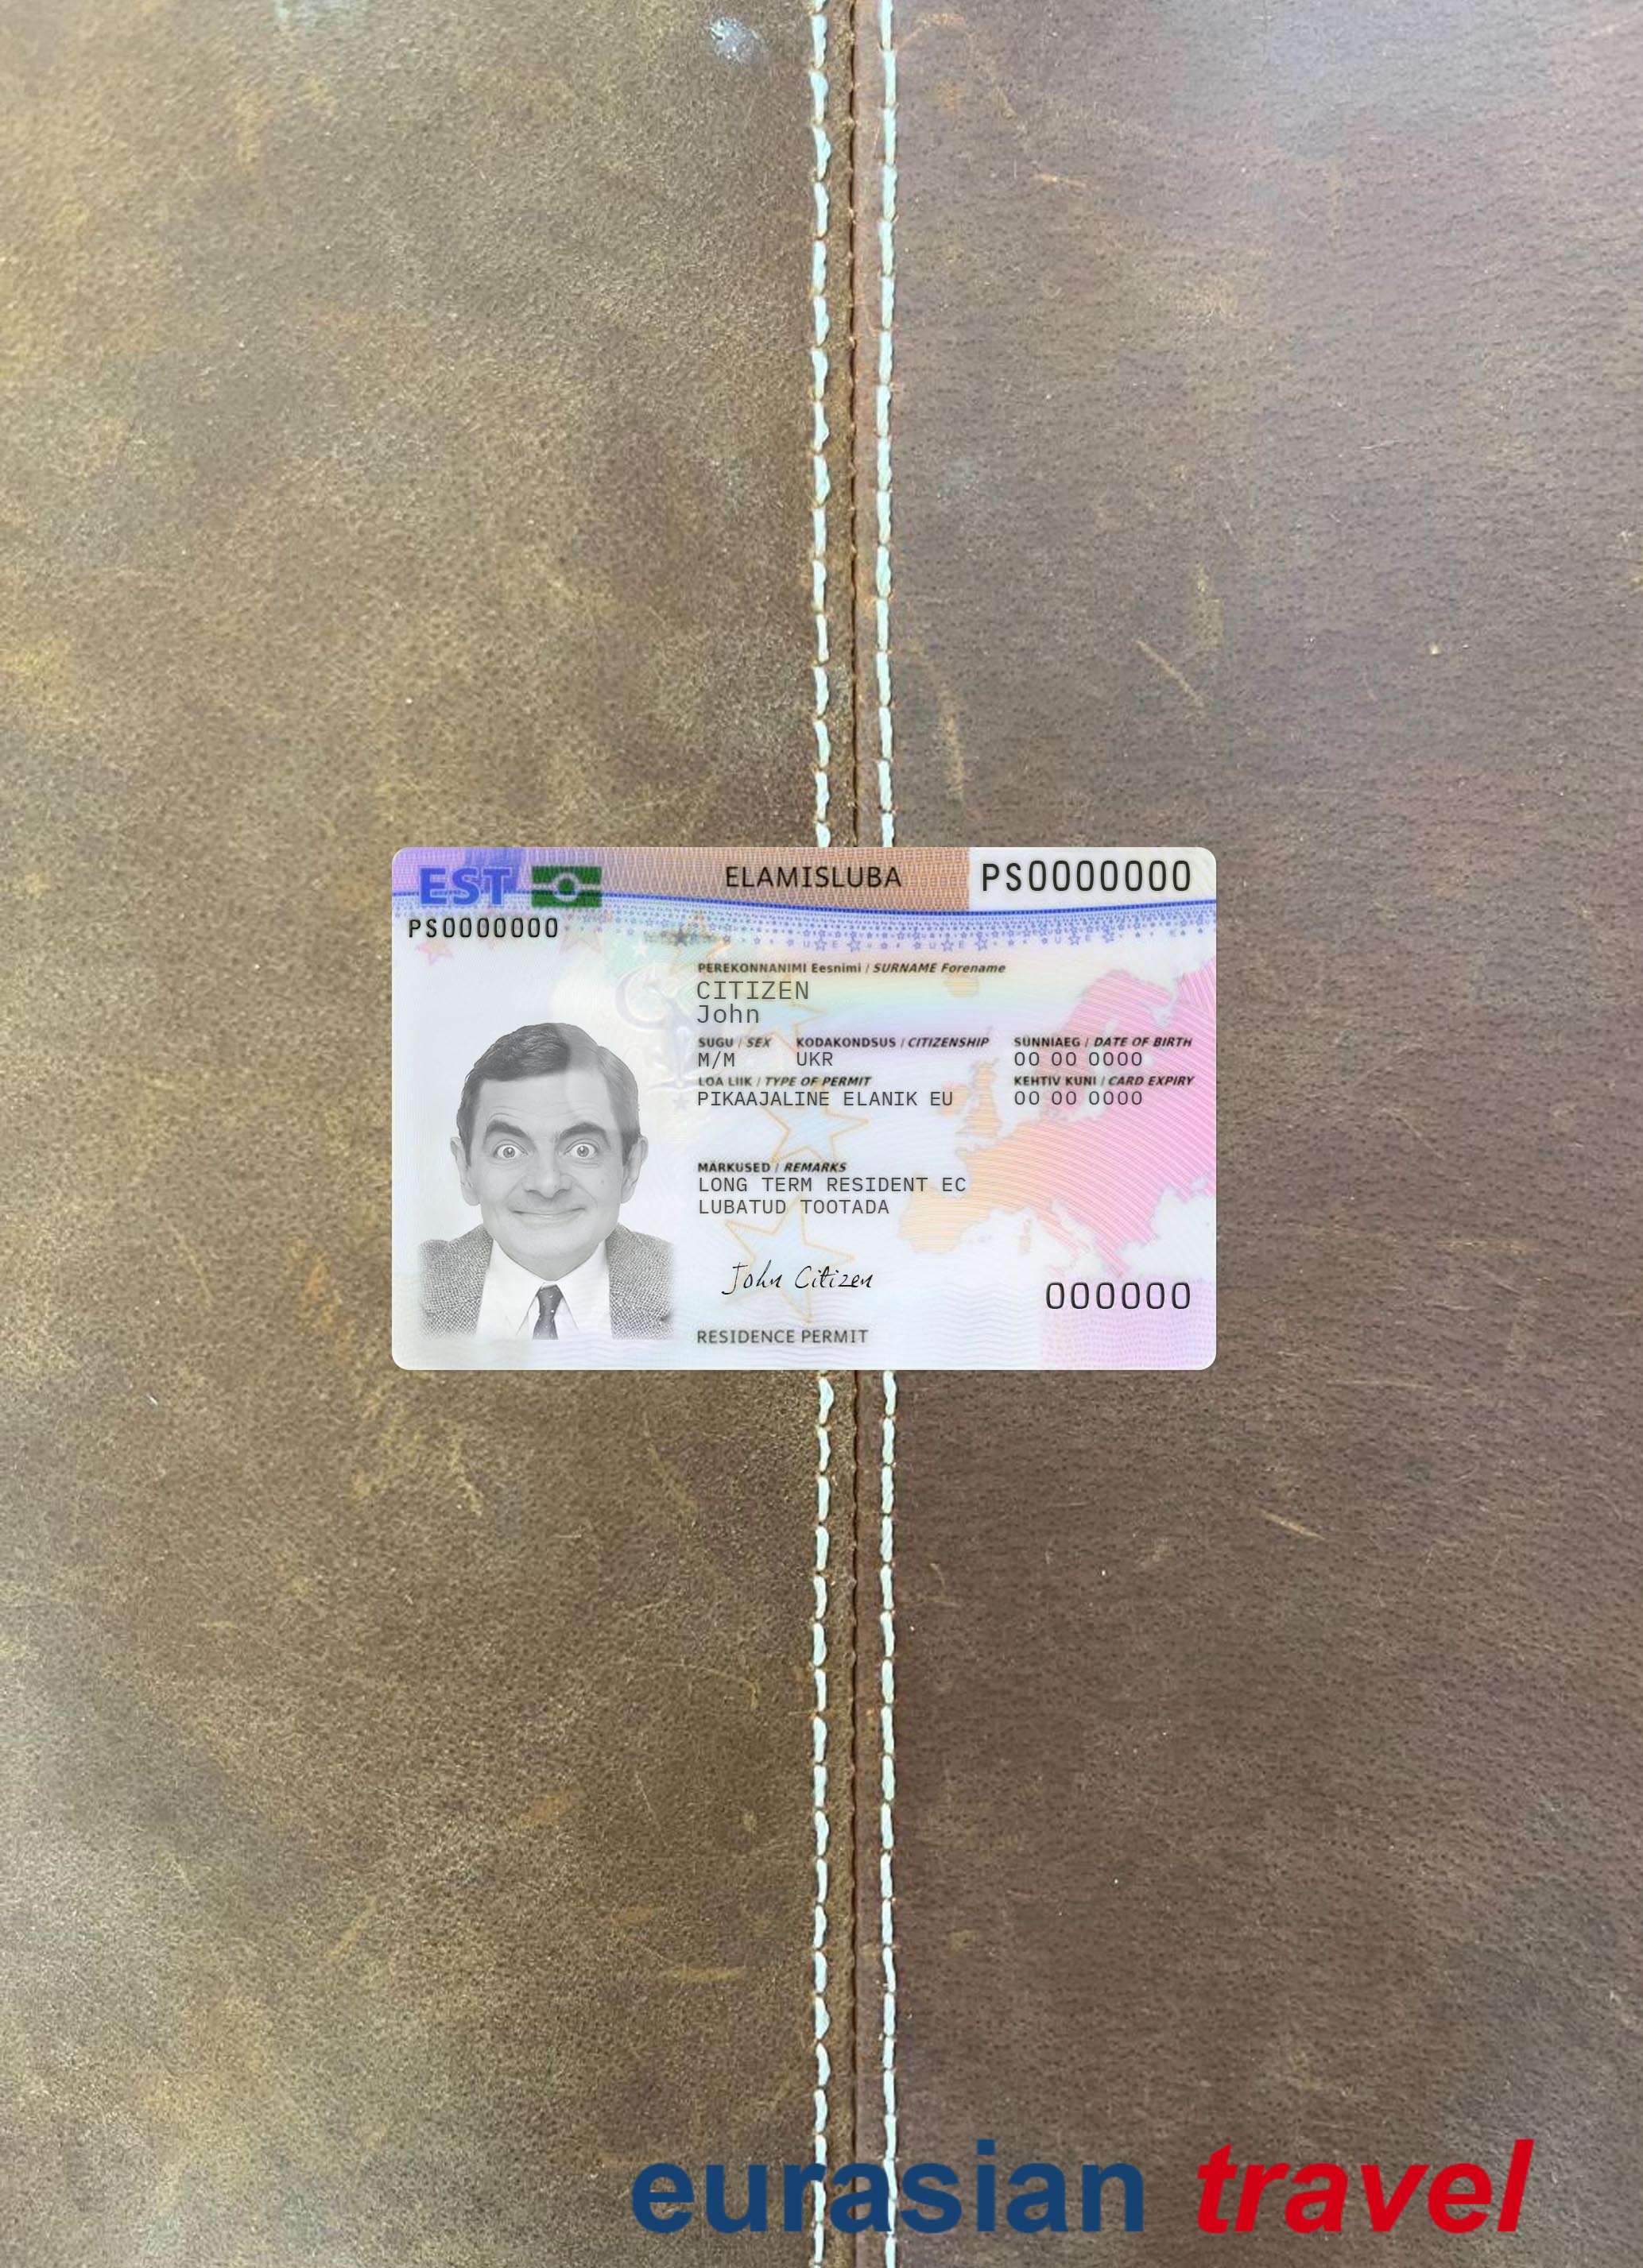 EST
ELAMISLUBA
PS0000000
PS0000000
PEREKONNANIMI Eesnimi / SURNAME Forename
CITIZEN
John
SUGU / SEX KODAKONDSUS / CITIZENSHIP SÜNNIAEG / DATE OF BIRTH
M/M UKR 00 00 0000
LOA LIIK / TYPE OF PERMIT KEHTIV KUNI / CARD EXPIRY
PIKAAJALINE ELANIK EU 00 00 0000
MÄRKUSED / REMARKS
LONG TERM RESIDENT EC
LUBATUD TOOTADA
John Citizen
000000
RESIDENCE PERMIT
eurasian travel